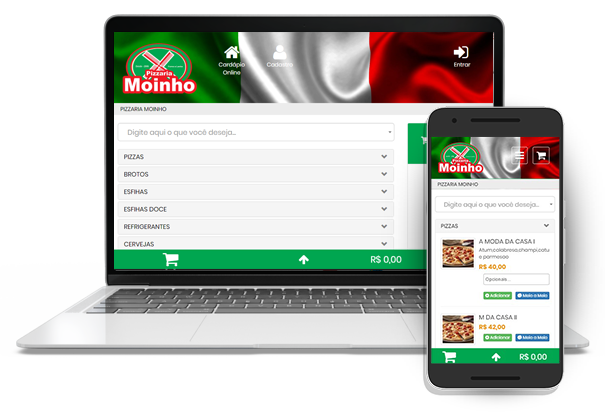 Pizzaria
Moinho
Cardápio
Online
Cadastro
Entrar
PIZZARIA MOINHO
Digite aqui o que você deseja...
PIZZAS
BROTOS
ESFIHAS
ESFIHAS DOCE
REFRIGERANTES
CERVEJAS
R$ 0,00
Pizzaria
Moinho
PIZZARIA MOINHO
Digite aqui o que você deseja...
PIZZAS
A MODA DA CASA I
Atum,calabresa,champi,catu
e parmesao
R$ 40,00
Opcionais...
Adicionar
Meio a Meio
M DA CASA II
R$ 42,00
Adicionar
Meio a Meio
R$ 0,00